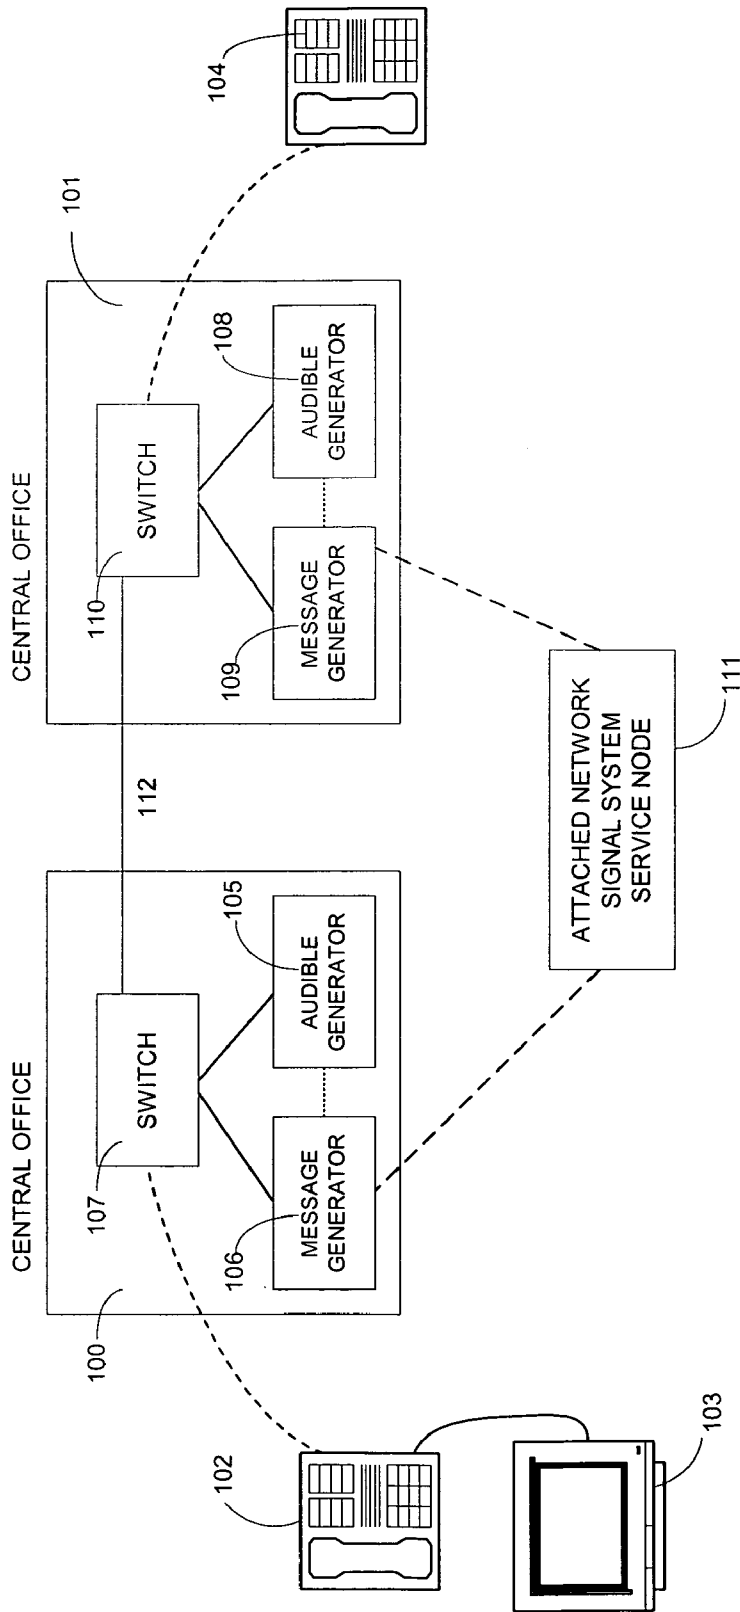 CENTRAL OFFICE
100
107
SWITCH
106
MESSAGE
GENERATOR
105
AUDIBLE
GENERATOR
112
CENTRAL OFFICE
101
110
SWITCH
109
MESSAGE
GENERATOR
108
AUDIBLE
GENERATOR
102
103
104
ATTACHED NETWORK
SIGNAL SYSTEM
SERVICE NODE
111